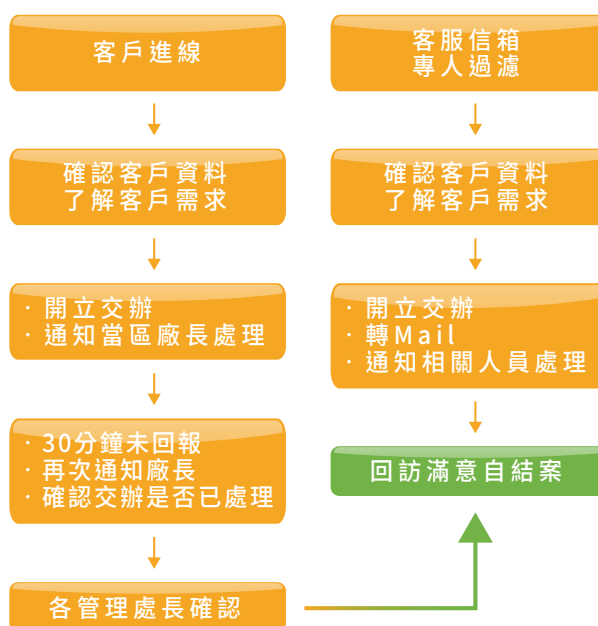 客戶進線
確認客戶資料
了解客戶需求
· 開立交辦
· 通知當區廠長處理
· 30分鐘未回報
· 再次通知廠長
· 確認交辦是否已處理
各管理處長確認
客服信箱
專人過濾
確認客戶資料
了解客戶需求
· 開立交辦
· 轉Mail
· 通知相關人員處理
回訪滿意自結案